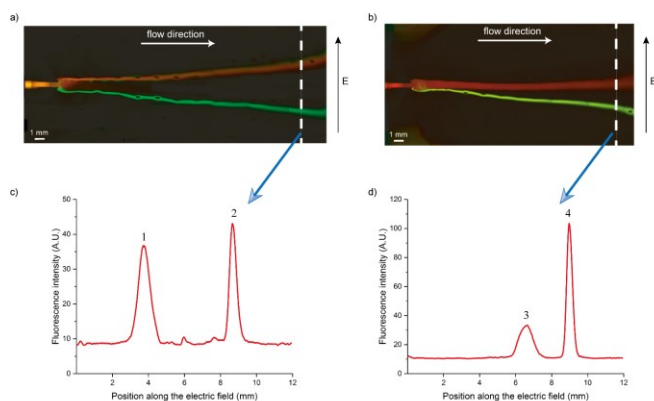 a)
flow direction
E
1 mm
b)
flow direction
E
1 mm
c)
50
40
30
20
10
0
Fluorescence intensity (A.U.)
1
2
2
4
6
8
10
12
Position along the electric field (mm)
d)
120
100
80
60
40
20
0
Fluorescence intensity (A.U.)
3
4
2
4
6
8
10
12
Position along the electric field (mm)